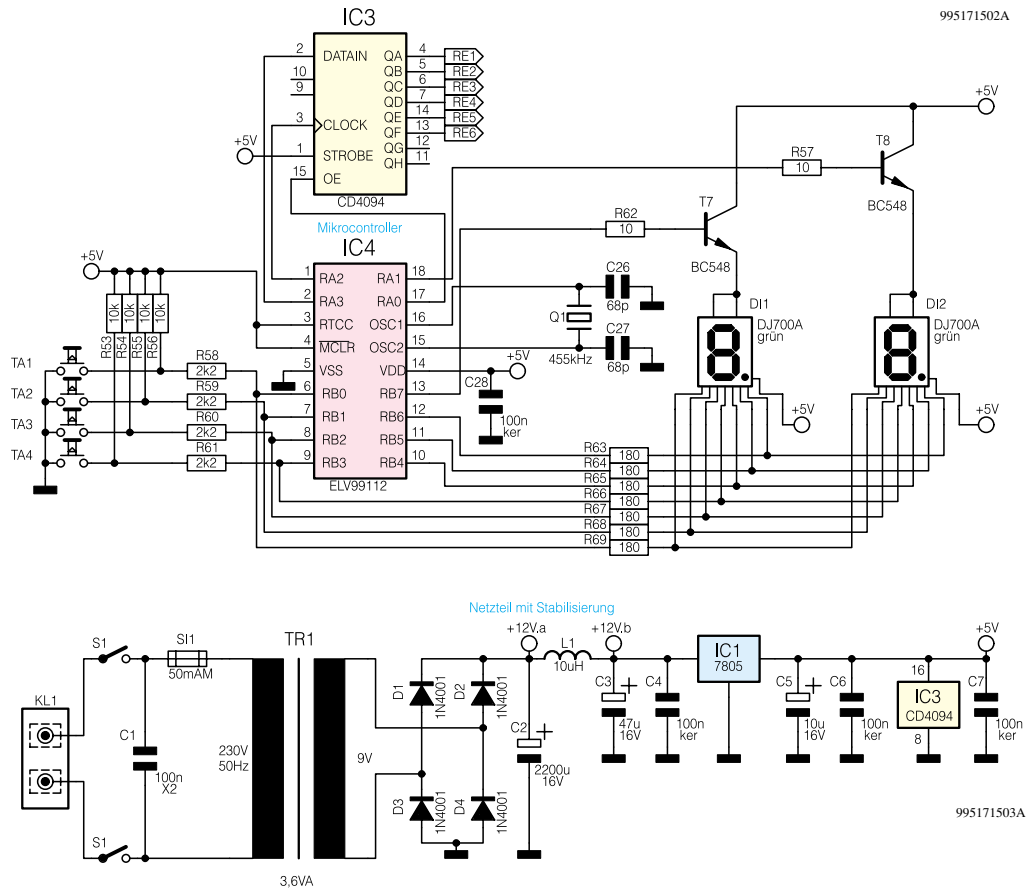 995171502A
IC3
2 DATAIN QA 4 RE1
10 QB 5 RE2
9 QC 6 RE3
QD 7 RE4
3 CLOCK QE 14 RE5
QF 13 RE6
+5V 1 STROBE QG 12
15 OE QH 11
CD4094
+5V
T8
R57
10
BC548
T7
R62
10
BC548
Mikrocontroller
IC4
+5V
1 RA2 RA1 18
2 RA3 RA0 17
3 RTCC OSC1 16
4 MCLR OSC2 15
5 VSS VDD 14
6 RB0 RB7 13
7 RB1 RB6 12
8 RB2 RB5 11
9 RB3 RB4 10
ELV99112
10k 10k 10k 10k
R53 R54 R55 R56
TA1 R58
2k2
TA2 R59
2k2
TA3 R60
2k2
TA4 R61
2k2
C26
68p
Q1
455kHz
C27
68p
C28
+5V
100n
ker
DI1
DJ700A
grün
+5V
DI2
DJ700A
grün
+5V
R63 180
R64 180
R65 180
R66 180
R67 180
R68 180
R69 180
Netzteil mit Stabilisierung
KL1
S1
S1
SI1
50mAM
C1
100n
X2
TR1
230V
50Hz
9V
3,6VA
D1 1N4001
D2 1N4001
D3 1N4001
D4 1N4001
+12V.a
C2 +
2200u
16V
L1
10uH
+12V.b
C3 +
47u
16V
C4
100n
ker
IC1
7805
C5 +
10u
16V
C6
100n
ker
16
IC3
CD4094
8
+5V
C7
100n
ker
995171503A